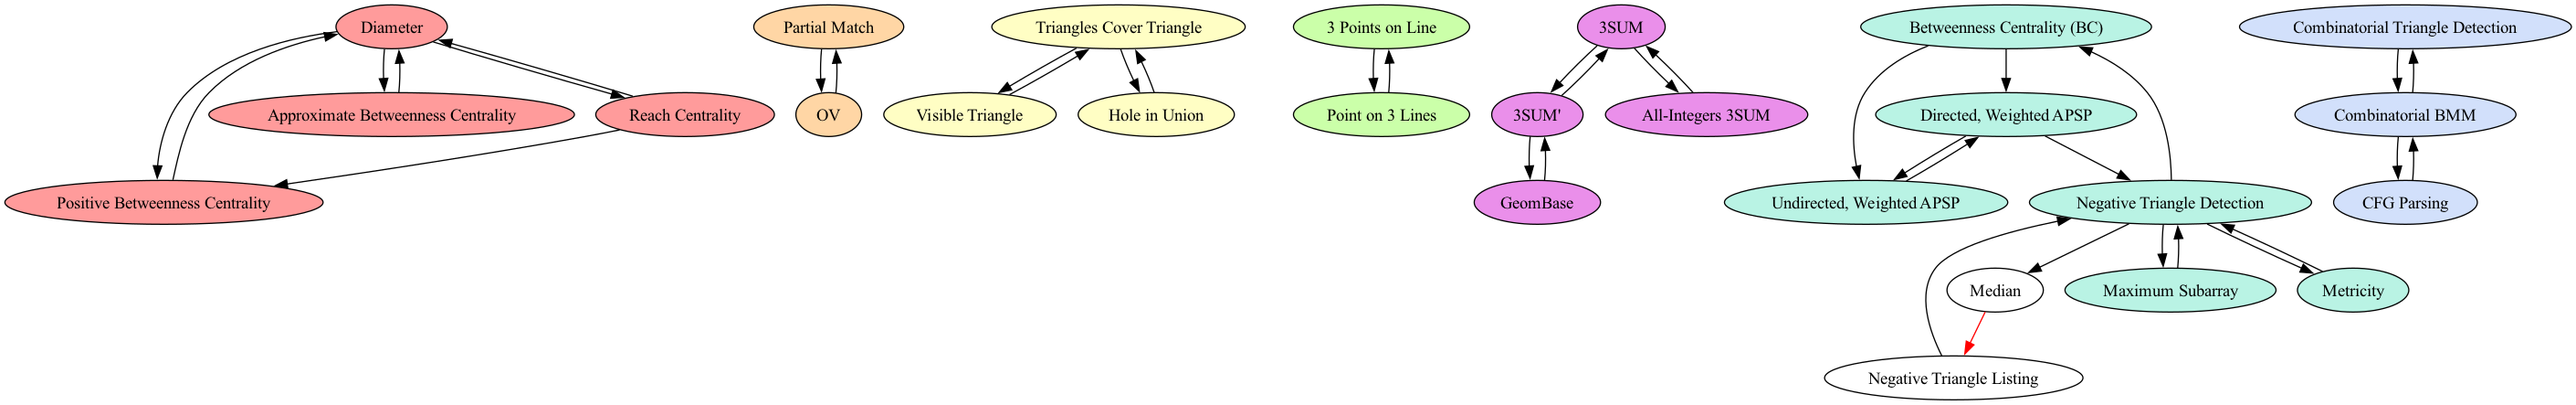 Diameter
Partial Match
Triangles Cover Triangle
3 Points on Line
3SUM
Betweenness Centrality (BC)
Combinatorial Triangle Detection
Approximate Betweenness Centrality
Reach Centrality
OV
Visible Triangle
Hole in Union
Point on 3 Lines
3SUM'
All-Integers 3SUM
Directed, Weighted APSP
Combinatorial BMM
Positive Betweenness Centrality
GeomBase
Undirected, Weighted APSP
Negative Triangle Detection
CFG Parsing
Median
Maximum Subarray
Metricity
Negative Triangle Listing